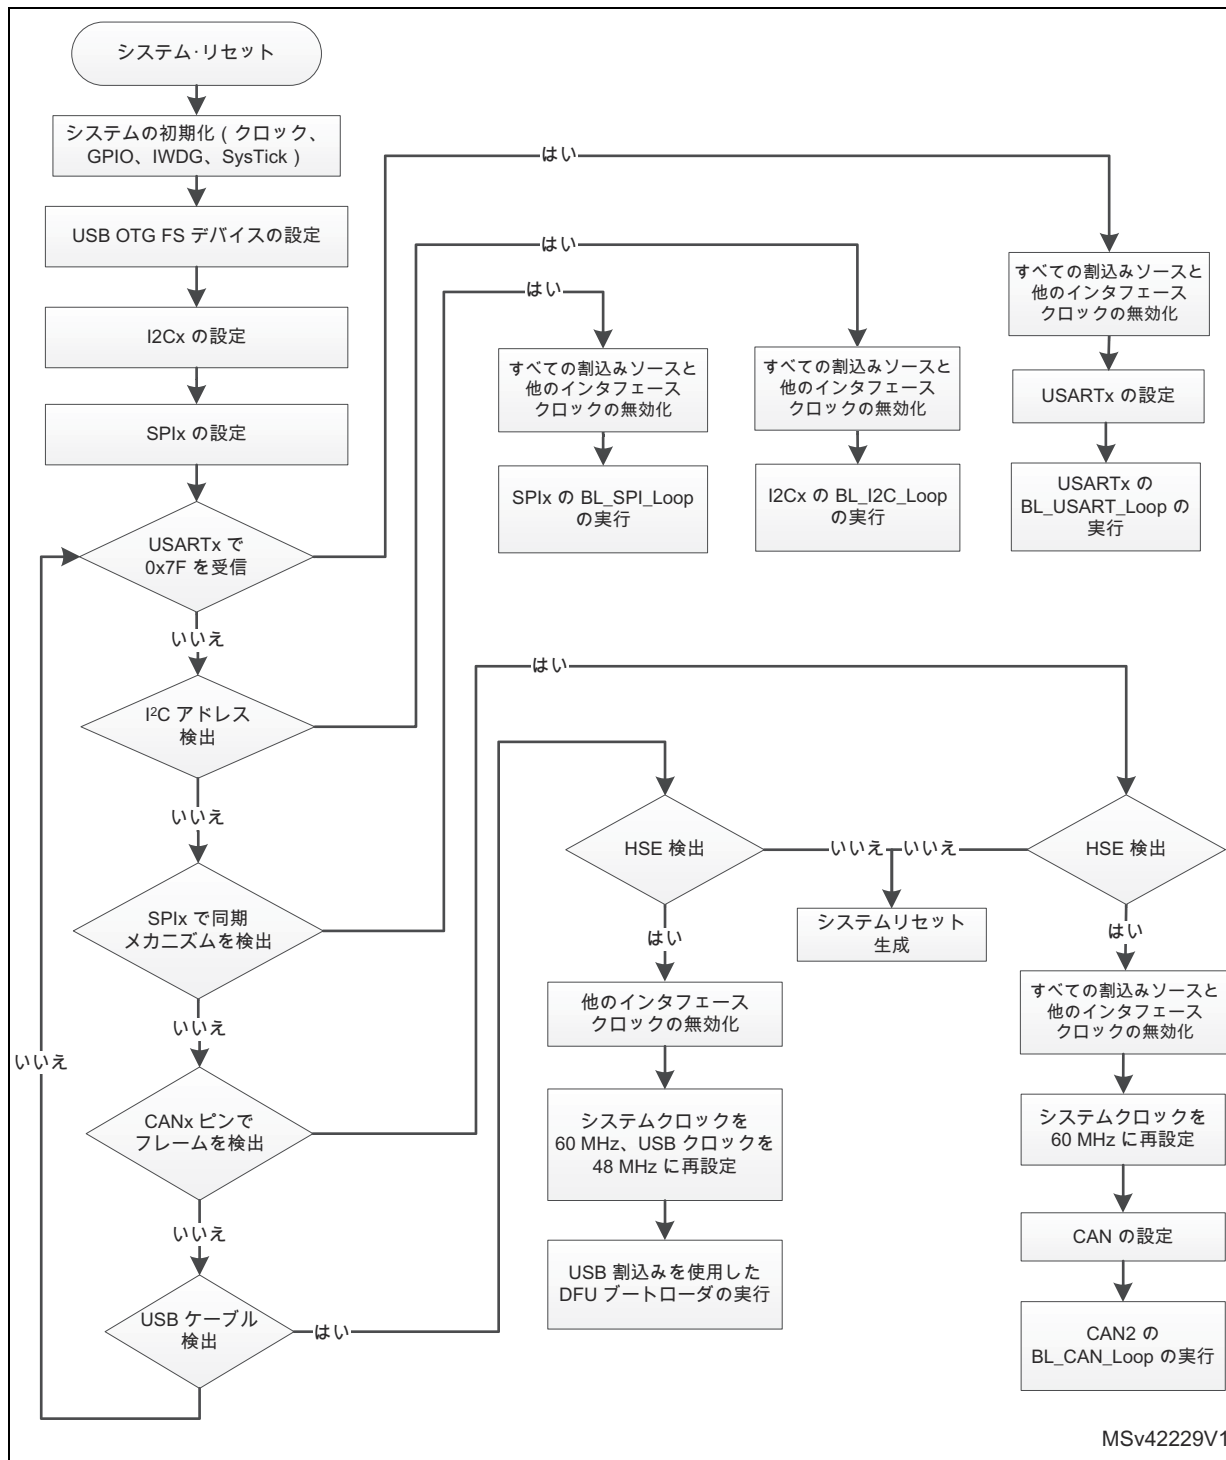 システム･リセット
システムの初期化 ( クロック、
GPIO、IWDG、SysTick )
USB OTG FS デバイスの設定
I2Cx の設定
SPIx の設定
USARTx で
0x7F を受信
いいえ
I²C アドレス
検出
いいえ
SPIx で同期
メカニズムを検出
いいえ
CANx ピンで
フレームを検出
いいえ
USB ケーブル
検出
いいえ
はい
はい
すべての割込みソースと
他のインタフェース
クロックの無効化
USARTx の設定
USARTx の
BL_USART_Loop の
実行
はい
すべての割込みソースと
他のインタフェース
クロックの無効化
I2Cx の BL_I2C_Loop
の実行
はい
すべての割込みソースと
他のインタフェース
クロックの無効化
SPIx の BL_SPI_Loop
の実行
はい
HSE 検出
いいえ
いいえ
HSE 検出
システムリセット
生成
はい
他のインタフェース
クロックの無効化
システムクロックを
60 MHz、USB クロックを
48 MHz に再設定
USB 割込みを使用した
DFU ブートローダの実行
はい
すべての割込みソースと
他のインタフェース
クロックの無効化
システムクロックを
60 MHz に再設定
CAN の設定
CAN2 の
BL_CAN_Loop の実行
MSv42229V1